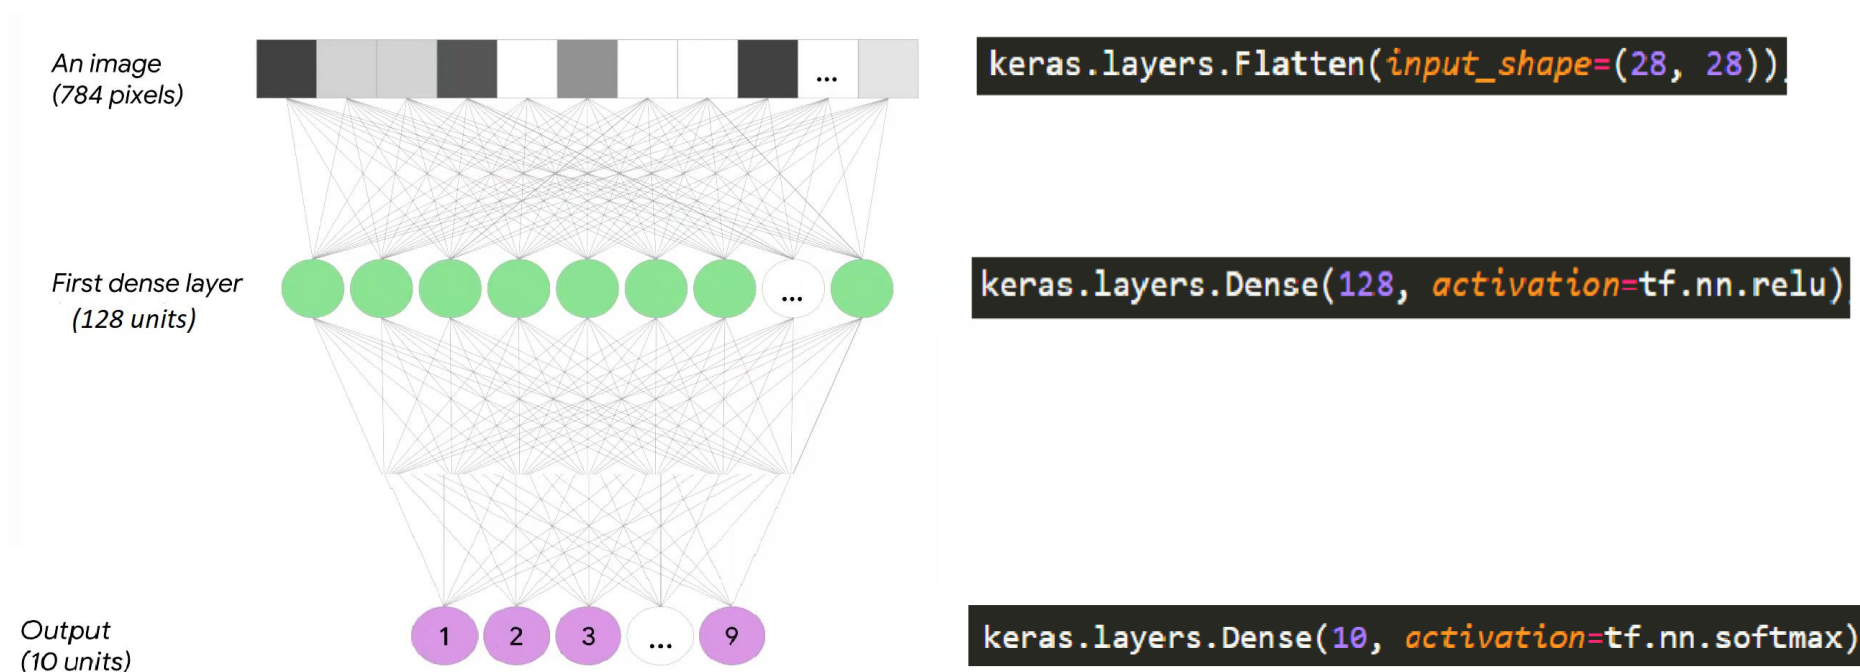 An image
(784 pixels)
...
keras.layers.Flatten(input_shape=(28, 28)),
First dense layer
(128 units)
...
keras.layers.Dense(128, activation=tf.nn.relu)
Output
(10 units)
1 2 3 ... 9
keras.layers.Dense(10, activation=tf.nn.softmax)